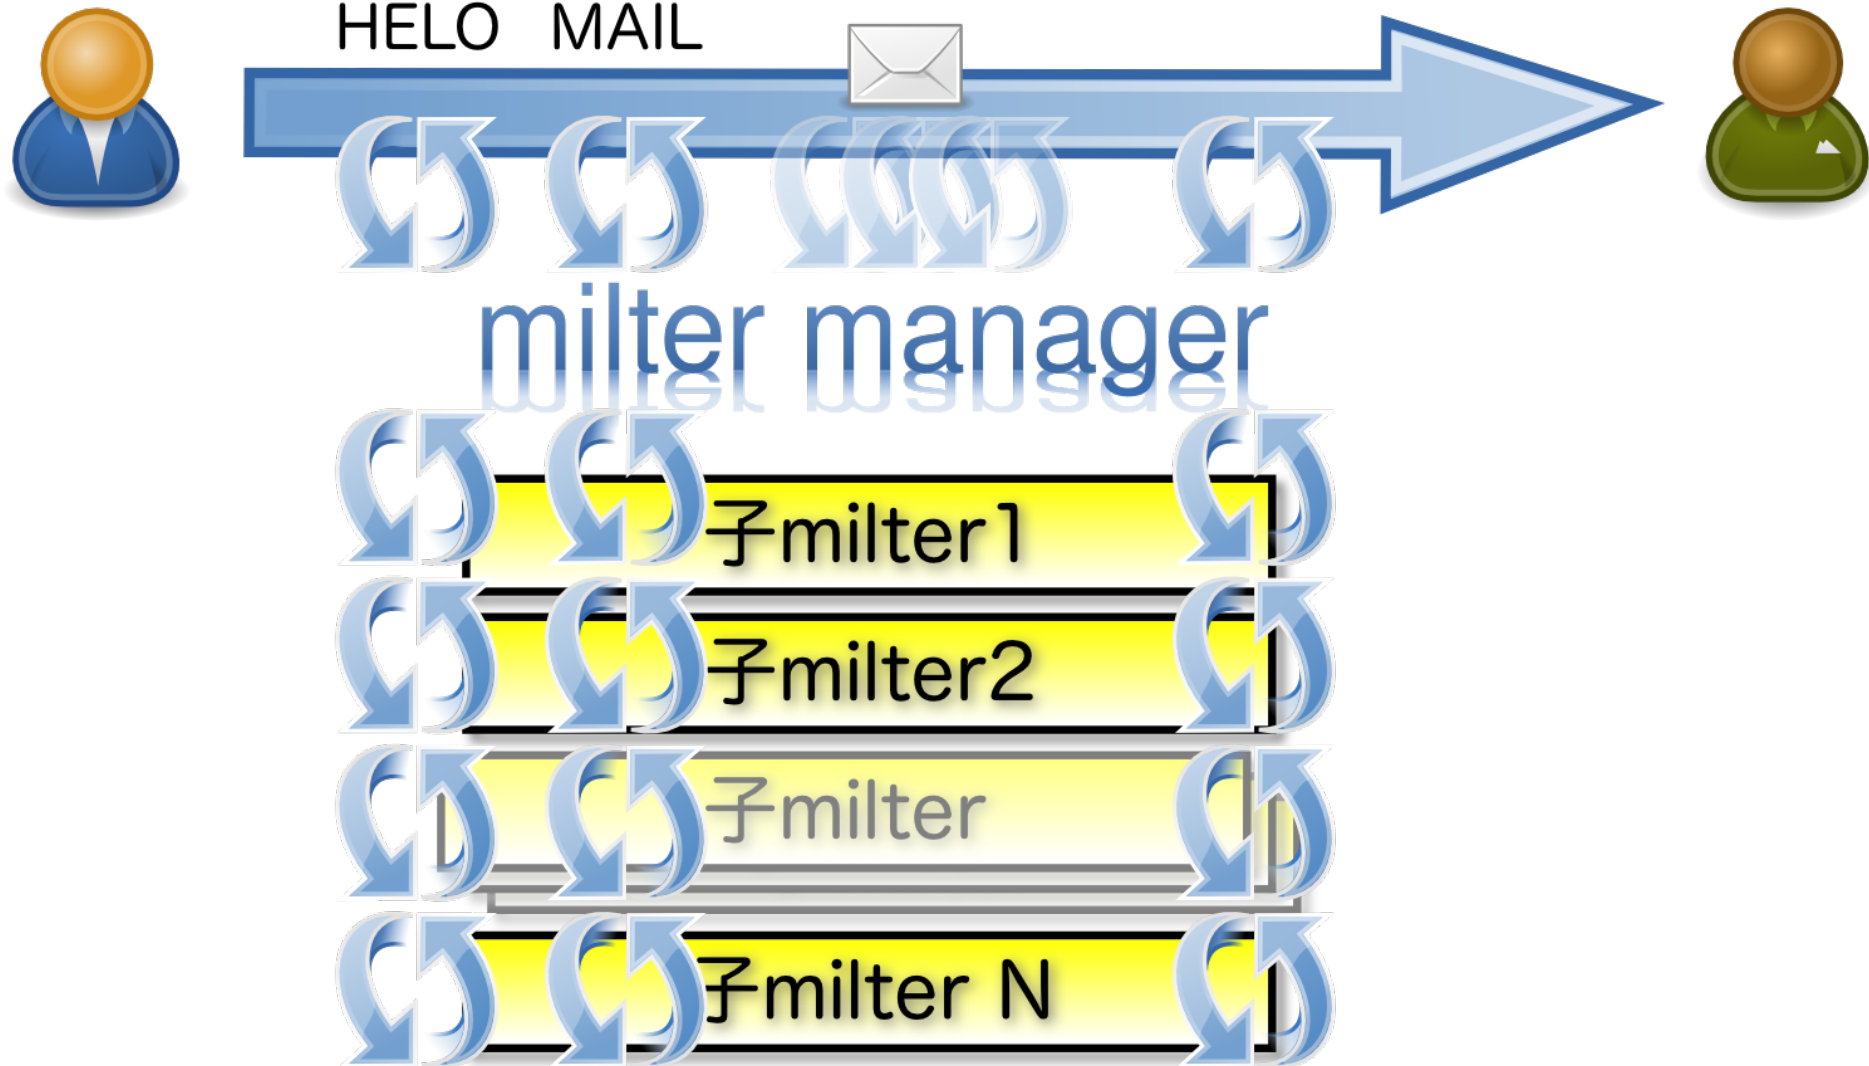 HELO MAIL
milter manager
子milter1
子milter2
子milter
子milter N